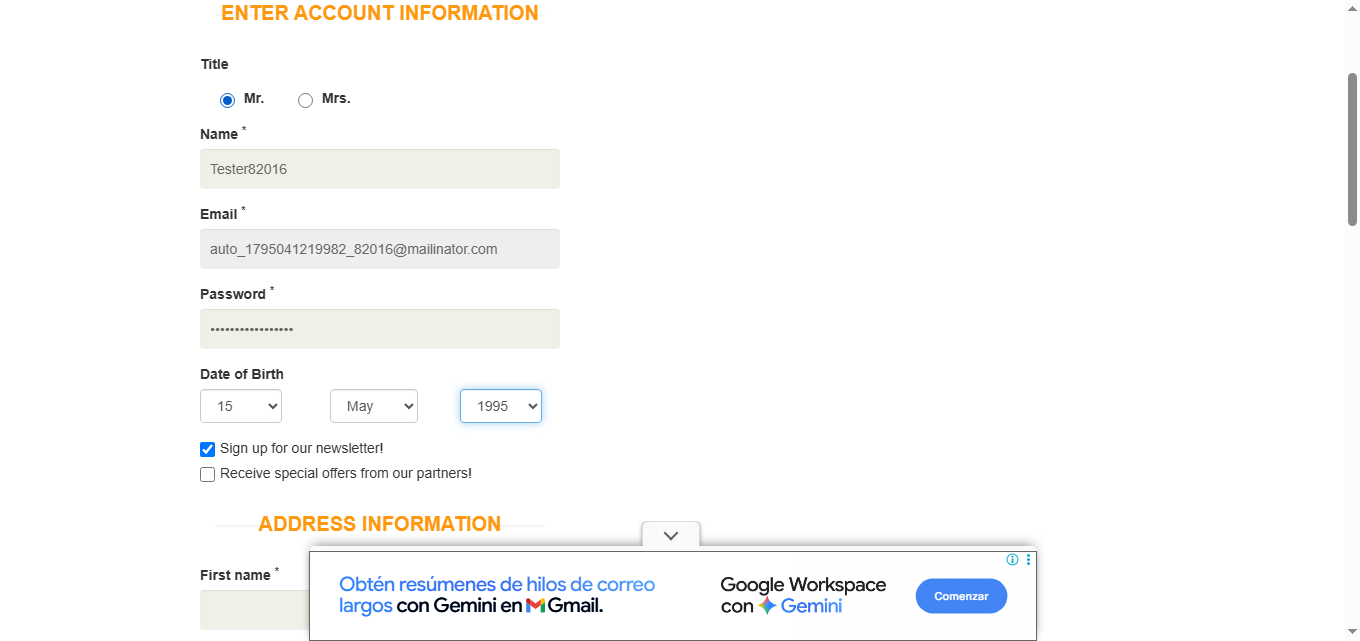 ENTER ACCOUNT INFORMATION
Title
Mr. Mrs.
Name *
Tester82016
Email *
auto_1795041219982_82016@mailinator.com
Password *
•••••••••••••••••
Date of Birth
15 May 1995
Sign up for our newsletter!
Receive special offers from our partners!
ADDRESS INFORMATION
First name *
Obtén resúmenes de hilos de correo
largos con Gemini en Gmail.
Google Workspace
con Gemini
Comenzar